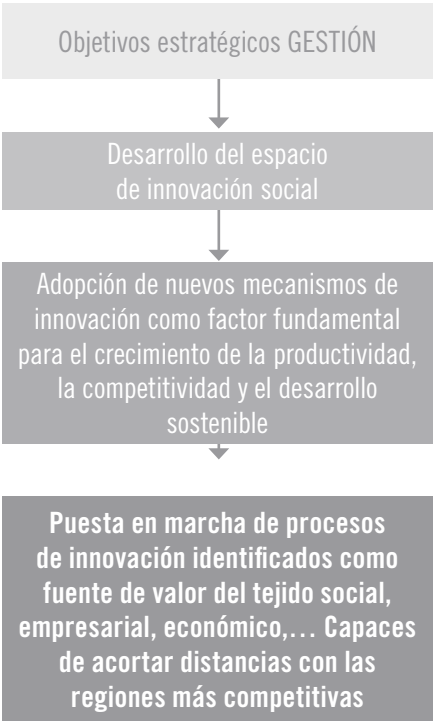 Objetivos estratégicos GESTIÓN
Desarrollo del espacio
de innovación social
Adopción de nuevos mecanismos de
innovación como factor fundamental
para el crecimiento de la productividad,
la competitividad y el desarrollo
sostenible
Puesta en marcha de procesos
de innovación identificados como
fuente de valor del tejido social,
empresarial, económico,… Capaces
de acortar distancias con las
regiones más competitivas